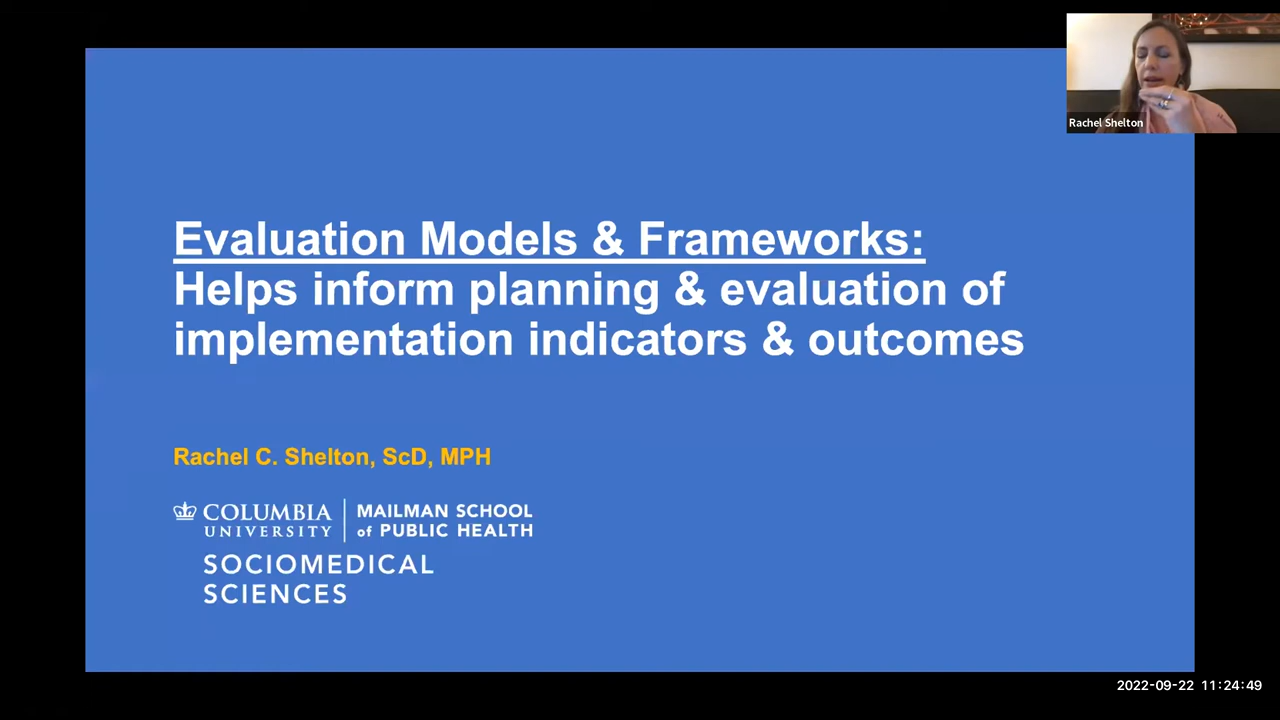 Rachel Shelton
Evaluation Models & Frameworks:
Helps inform planning & evaluation of
implementation indicators & outcomes
Rachel C. Shelton, ScD, MPH
COLUMBIA
UNIVERSITY
MAILMAN SCHOOL
of PUBLIC HEALTH
SOCIOMEDICAL
SCIENCES
2022-09-22 11:24:49